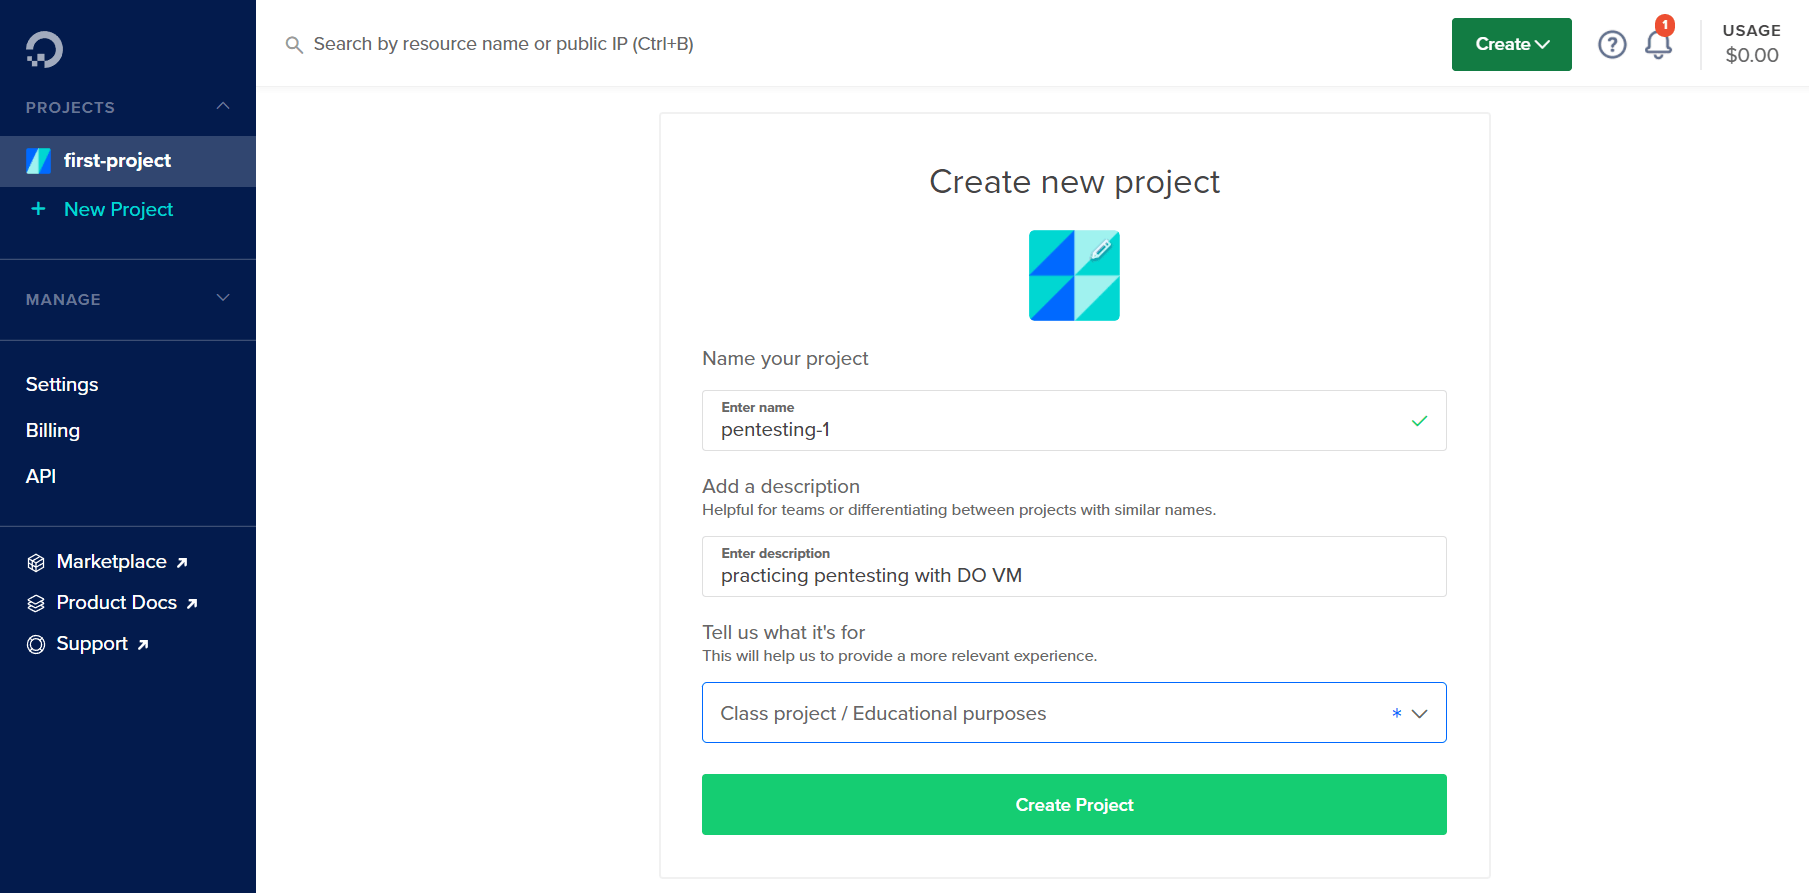 Search by resource name or public IP (Ctrl+B)
Create
1
USAGE
$0.00
PROJECTS
first-project
+ New Project
MANAGE
Settings
Billing
API
Marketplace
Product Docs
Support
Create new project
Name your project
Enter name
pentesting-1
Add a description
Helpful for teams or differentiating between projects with similar names.
Enter description
practicing pentesting with DO VM
Tell us what it's for
This will help us to provide a more relevant experience.
Class project / Educational purposes *
Create Project